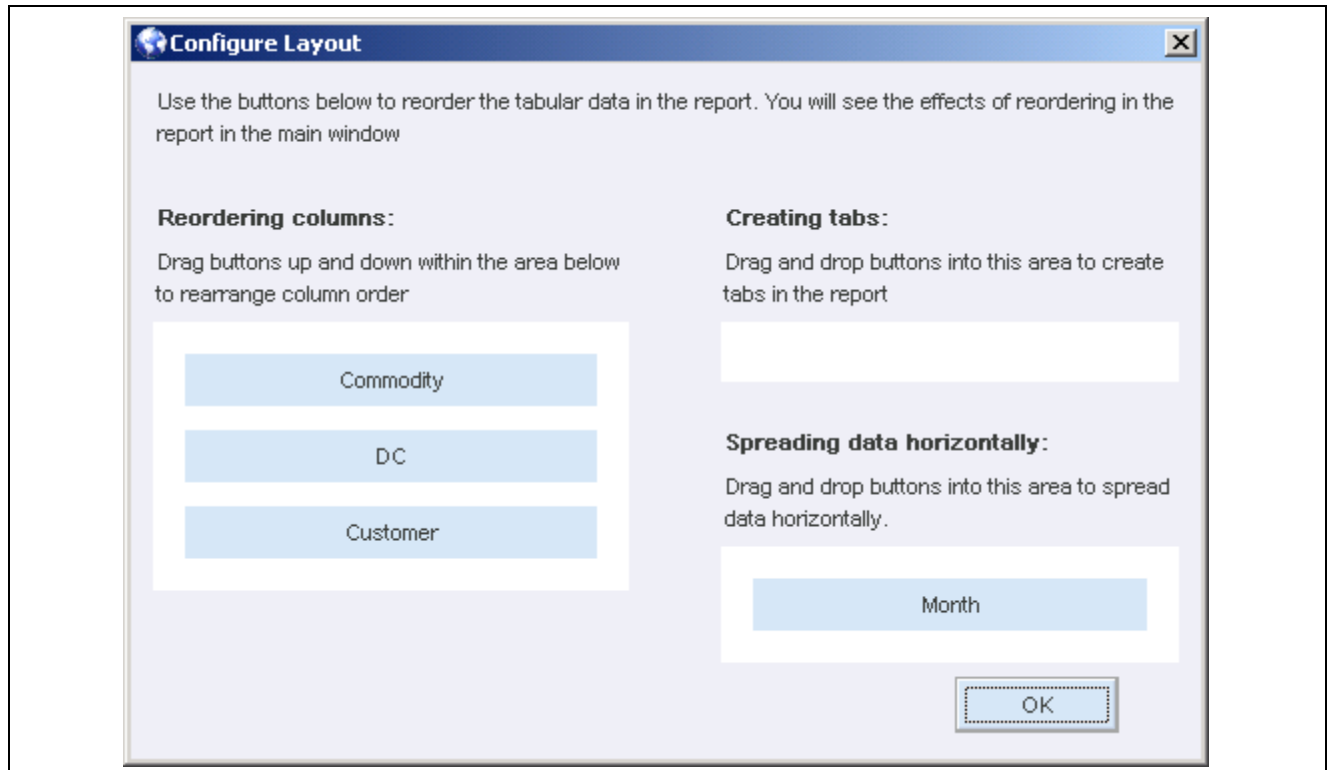 Configure Layout
Use the buttons below to reorder the tabular data in the report. You will see the effects of reordering in the
report in the main window
Reordering columns:
Drag buttons up and down within the area below
to rearrange column order
Commodity
DC
Customer
Creating tabs:
Drag and drop buttons into this area to create
tabs in the report
Spreading data horizontally:
Drag and drop buttons into this area to spread
data horizontally.
Month
OK